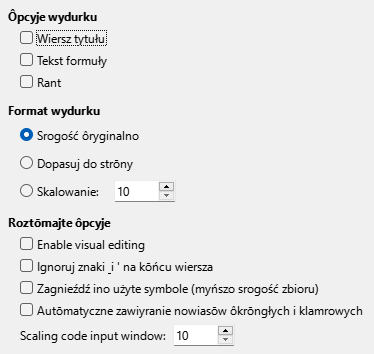 Ôpcyje wydurku
Wiersz tytułu
Tekst formuły
Rant
Format wydurku
Srogość ôryginalno
Dopasuj do strōny
Skalowanie: 10
Roztōmajte ôpcyje
Enable visual editing
Ignoruj znaki ̰ i ' na kōńcu wiersza
Zagnieździ ino użyte symbole (myńszo srogość zbioru)
Autōmatyczne zawiyranie nowiasōw ôkrōngłych i klamrowych
Scaling code input window: 10